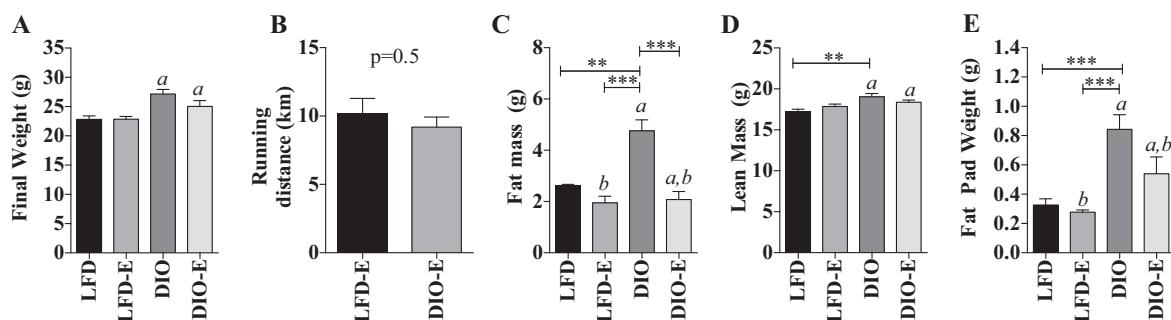 A
Final Weight (g)
35
30
25
20
15
10
5
0
a
a
LFD
LFD-E
DIO
DIO-E
B
Running
distance (km)
15
10
5
0
p=0.5
LFD-E
DIO-E
C
Fat mass (g)
8
6
4
2
0
***
**
***
a
b
a,b
LFD
LFD-E
DIO
DIO-E
D
Lean Mass (g)
25
20
15
10
5
0
**
a
a
LFD
LFD-E
DIO
DIO-E
E
Fat Pad Weight (g)
1.4
1.2
1.0
0.8
0.6
0.4
0.2
0.0
***
***
a
b
a,b
LFD
LFD-E
DIO
DIO-E